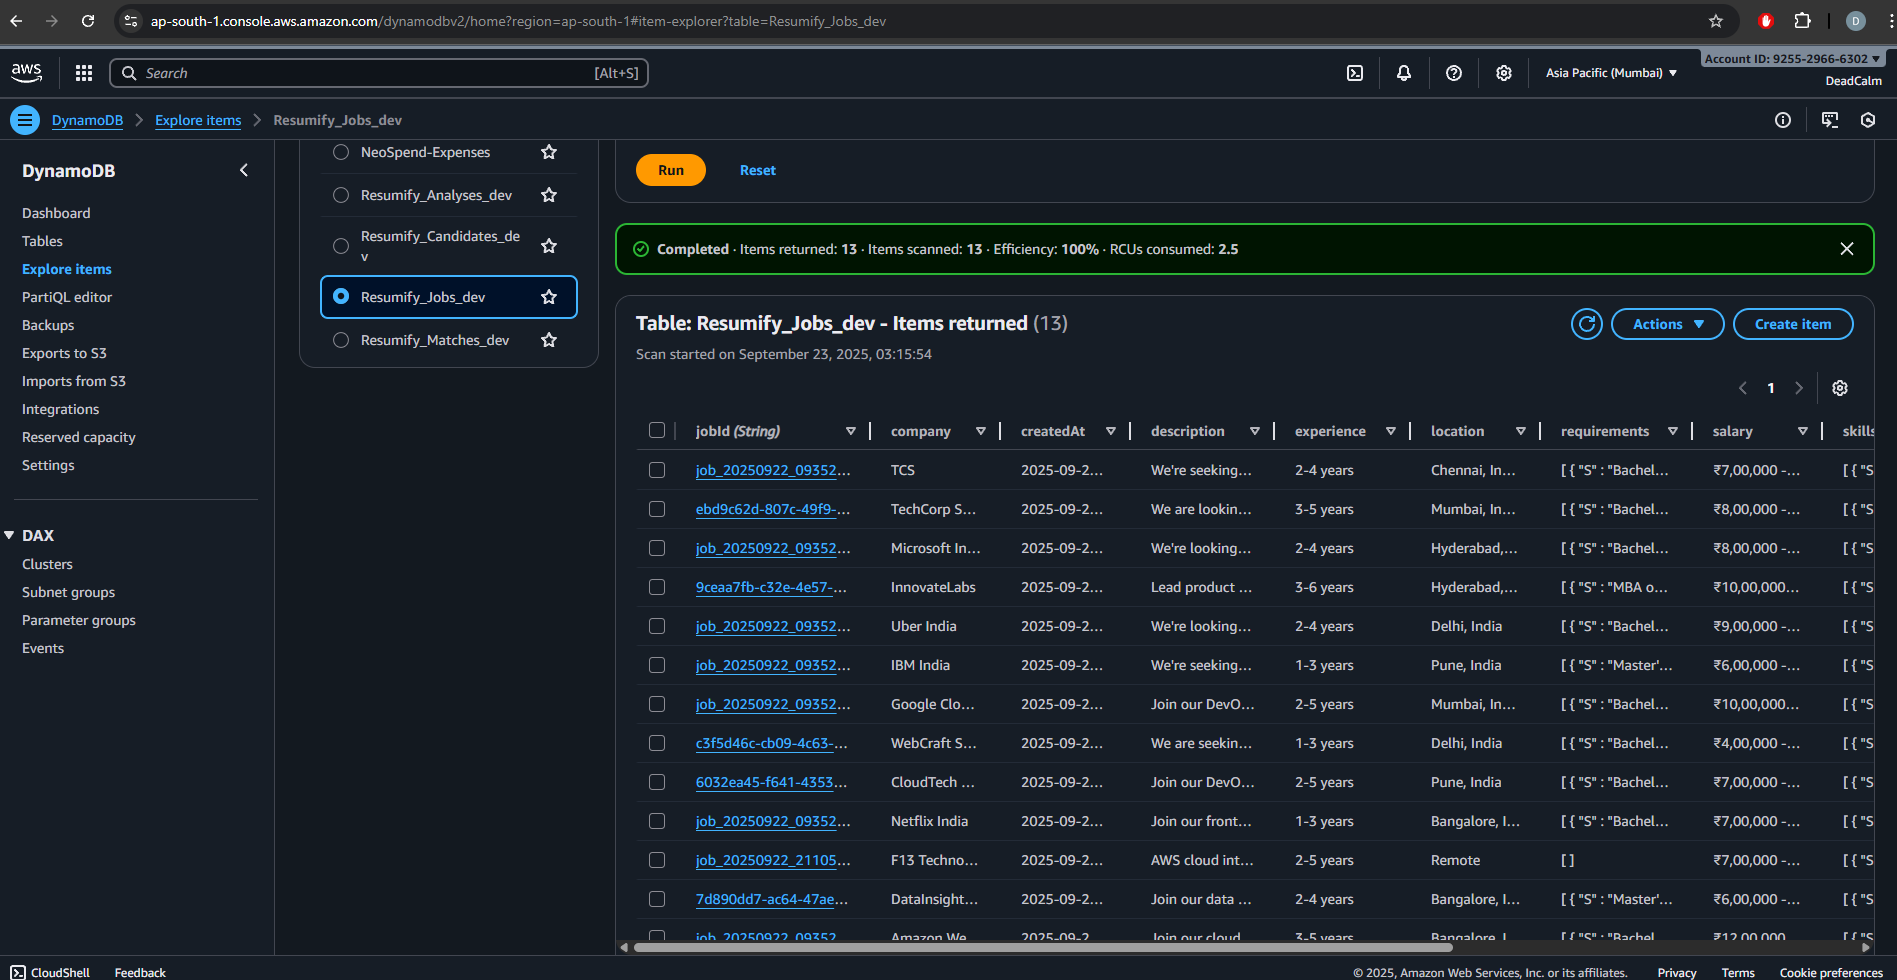 ap-south-1.console.aws.amazon.com/dynamodbv2/home?region=ap-south-1#item-explorer?table=Resumify_Jobs_dev
D
aws
Search
[Alt+S]
Asia Pacific (Mumbai)
Account ID: 9255-2966-6302
DeadCalm
DynamoDB
Explore items
Resumify_Jobs_dev
DynamoDB
Dashboard
Tables
Explore items
PartiQL editor
Backups
Exports to S3
Imports from S3
Integrations
Reserved capacity
Settings
DAX
Clusters
Subnet groups
Parameter groups
Events
NeoSpend-Expenses
Resumify_Analyses_dev
Resumify_Candidates_de
v
Resumify_Jobs_dev
Resumify_Matches_dev
Run Reset
Completed · Items returned: 13 · Items scanned: 13 · Efficiency: 100% · RCUs consumed: 2.5
Table: Resumify_Jobs_dev - Items returned (13)
Scan started on September 23, 2025, 03:15:54
Actions
Create item
1
jobId (String) company createdAt description experience location requirements salary skills
job_20250922_09352... TCS 2025-09-2... We're seeking... 2-4 years Chennai, In... [ { "S" : "Bachel... ₹7,00,000 -... [ { "S
ebd9c62d-807c-49f9-... TechCorp S... 2025-09-2... We are lookin... 3-5 years Mumbai, In... [ { "S" : "Bachel... ₹8,00,000 -... [ { "S
job_20250922_09352... Microsoft In... 2025-09-2... We're looking... 2-4 years Hyderabad,... [ { "S" : "Bachel... ₹8,00,000 -... [ { "S
9ceaa7fb-c32e-4e57-... InnovateLabs 2025-09-2... Lead product ... 3-6 years Hyderabad,... [ { "S" : "MBA o... ₹10,00,000... [ { "S
job_20250922_09352... Uber India 2025-09-2... We're looking... 2-4 years Delhi, India [ { "S" : "Bachel... ₹9,00,000 -... [ { "S
job_20250922_09352... IBM India 2025-09-2... We're seeking... 1-3 years Pune, India [ { "S" : "Master'... ₹6,00,000 -... [ { "S
job_20250922_09352... Google Clo... 2025-09-2... Join our DevO... 2-5 years Mumbai, In... [ { "S" : "Bachel... ₹10,00,000... [ { "S
c3f5d46c-cb09-4c63-... WebCraft S... 2025-09-2... We are seekin... 1-3 years Delhi, India [ { "S" : "Bachel... ₹4,00,000 -... [ { "S
6032ea45-f641-4353... CloudTech ... 2025-09-2... Join our DevO... 2-5 years Pune, India [ { "S" : "Bachel... ₹7,00,000 -... [ { "S
job_20250922_09352... Netflix India 2025-09-2... Join our front... 1-3 years Bangalore, I... [ { "S" : "Bachel... ₹7,00,000 -... [ { "S
job_20250922_21105... F13 Techno... 2025-09-2... AWS cloud int... 2-5 years Remote [ ] ₹7,00,000 -... [ { "S
7d890dd7-ac64-47ae... DataInsight... 2025-09-2... Join our data ... 2-4 years Bangalore, I... [ { "S" : "Master'... ₹6,00,000 -... [ { "S
job_20250922_09352... Amazon We... 2025-09-2... Join our cloud... 3-5 years Bangalore, I... [ { "S" : "Bachel... ₹12,00,000... [ { "S
CloudShell Feedback
© 2025, Amazon Web Services, Inc. or its affiliates. Privacy Terms Cookie preferences